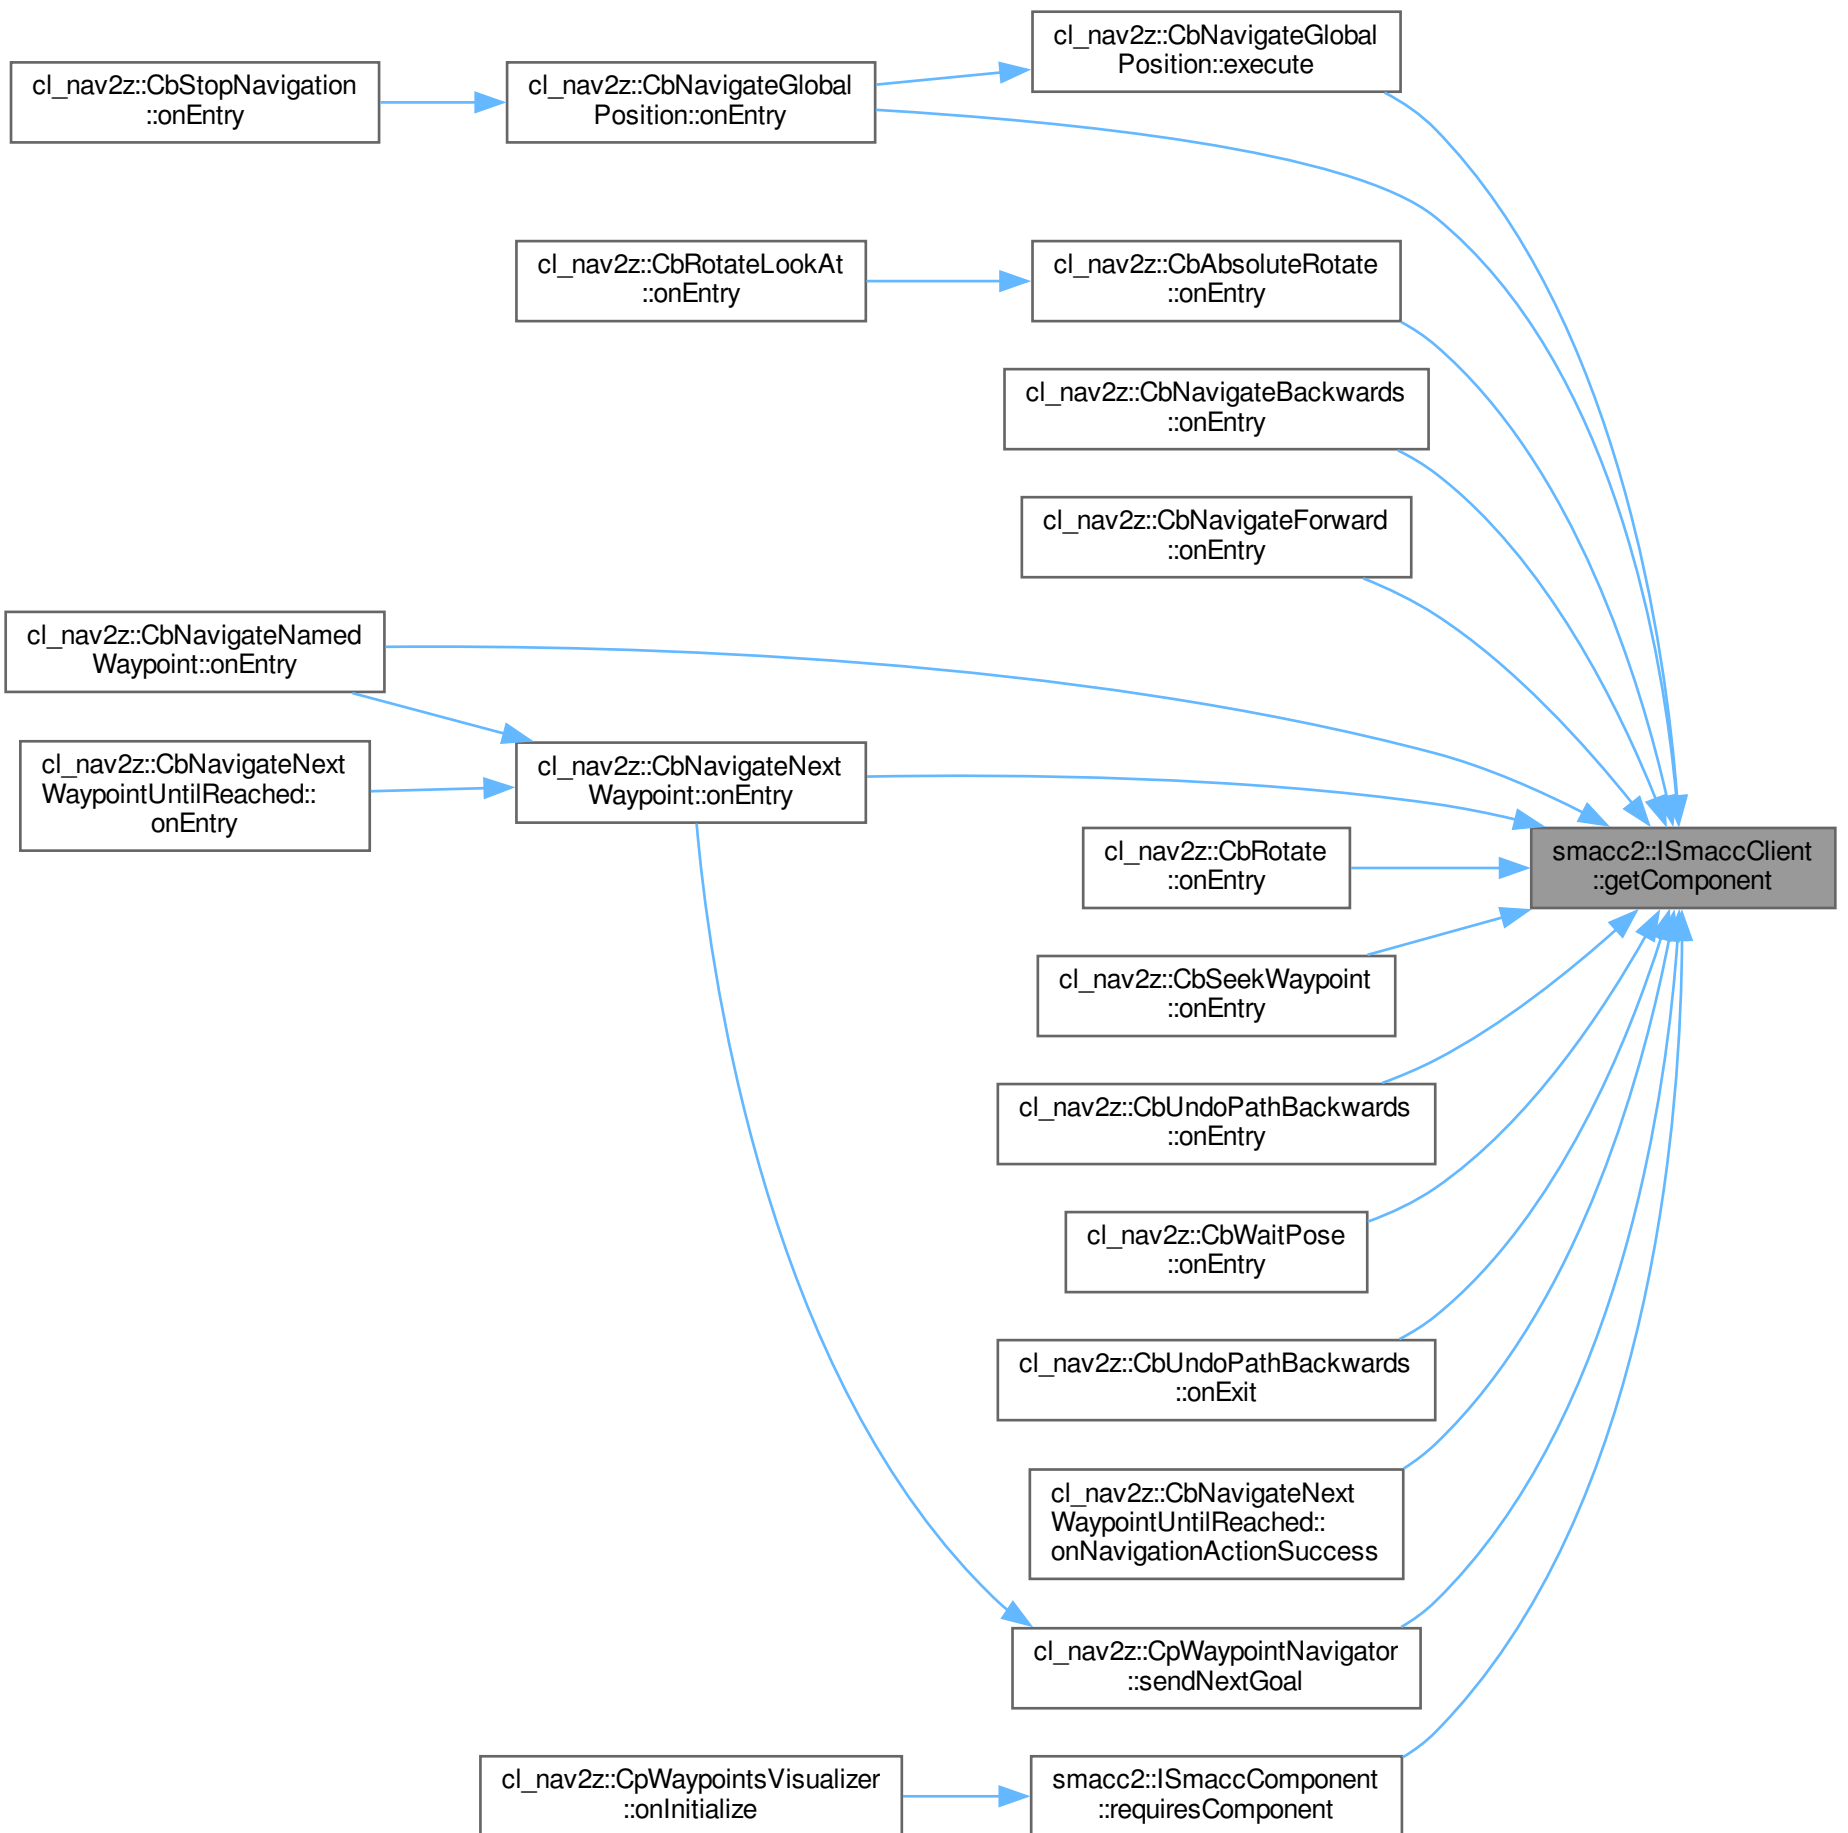 cl_nav2z::CbNavigateGlobal
Position::execute
cl_nav2z::CbStopNavigation
::onEntry
cl_nav2z::CbNavigateGlobal
Position::onEntry
cl_nav2z::CbRotateLookAt
::onEntry
cl_nav2z::CbAbsoluteRotate
::onEntry
cl_nav2z::CbNavigateBackwards
::onEntry
cl_nav2z::CbNavigateForward
::onEntry
cl_nav2z::CbNavigateNamed
Waypoint::onEntry
cl_nav2z::CbNavigateNext
WaypointUntilReached::
onEntry
cl_nav2z::CbNavigateNext
Waypoint::onEntry
cl_nav2z::CbRotate
::onEntry
smacc2::ISmaccClient
::getComponent
cl_nav2z::CbSeekWaypoint
::onEntry
cl_nav2z::CbUndoPathBackwards
::onEntry
cl_nav2z::CbWaitPose
::onEntry
cl_nav2z::CbUndoPathBackwards
::onExit
cl_nav2z::CbNavigateNext
WaypointUntilReached::
onNavigationActionSuccess
cl_nav2z::CpWaypointNavigator
::sendNextGoal
cl_nav2z::CpWaypointsVisualizer
::onInitialize
smacc2::ISmaccComponent
::requiresComponent